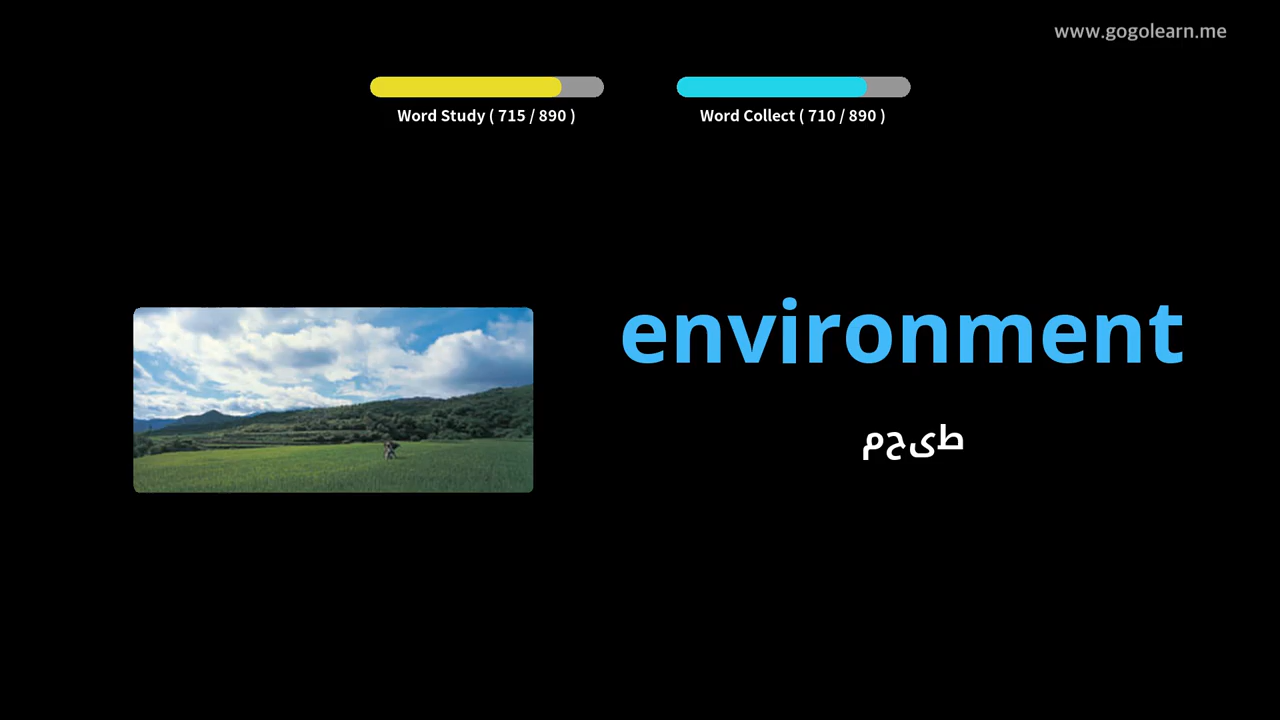 www.gogolearn.me
Word Study ( 715 / 890 )
Word Collect ( 710 / 890 )
environment
محیط